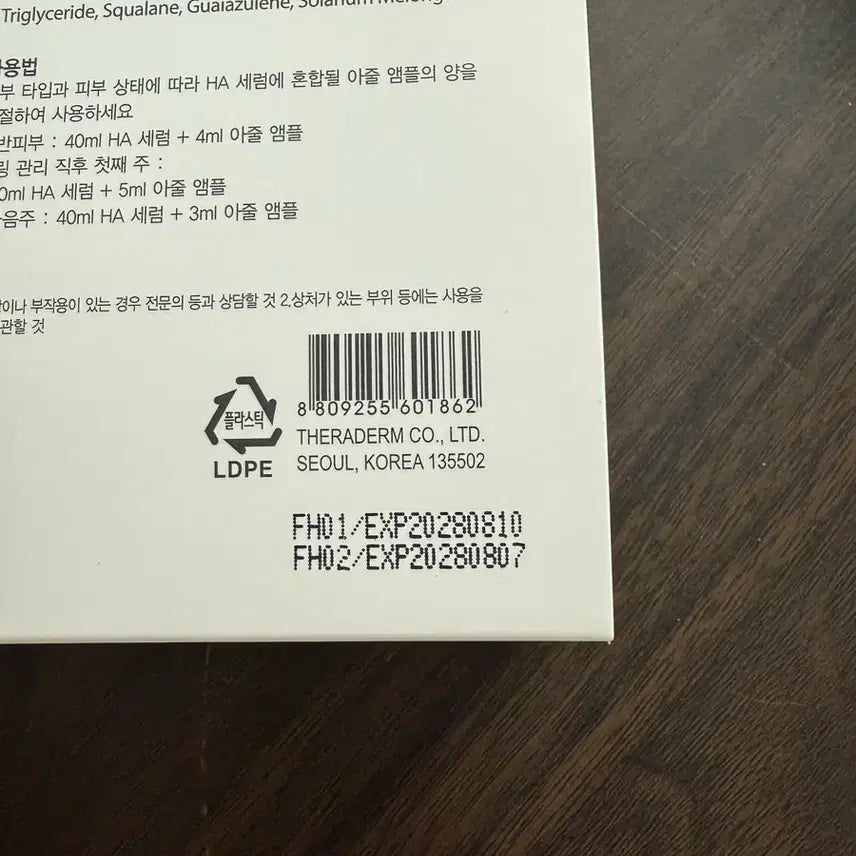 Triglyceride, Squalane, Guaiazulene, Solanum
용법
부 타입과 피부 상태에 따라 HA 세럼에 혼합될 아줄 앰플의 양을
절하여 사용하세요
반피부 : 40ml HA 세럼 + 4ml 아줄 앰플
링 관리 직후 첫째 주 :
0ml HA 세럼 + 5ml 아줄 앰플
음주 : 40ml HA 세럼 + 3ml 아줄 앰플
이나 부작용이 있는 경우 전문의 등과 상담할 것 2.상처가 있는 부위 등에는 사용을
관할 것
8 809255 601862
플라스틱
LDPE
THERADERM CO., LTD.
SEOUL, KOREA 135502
FH01/EXP20280810
FH02/EXP20280807